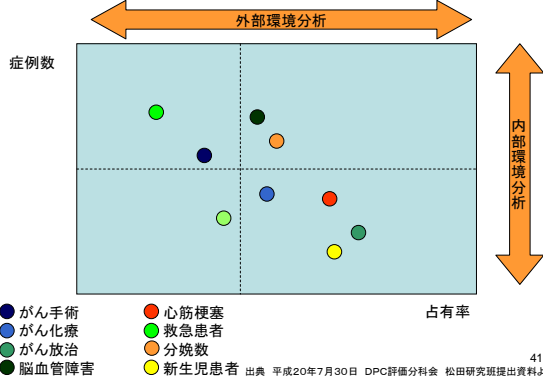 外部環境分析
症例数
内部環境分析
占有率
がん手術
がん化療
がん放治
脳血管障害
心筋梗塞
救急患者
分娩数
新生児患者
41
出典 平成20年7月30日 DPC評価分科会 松田研究班提出資料よ